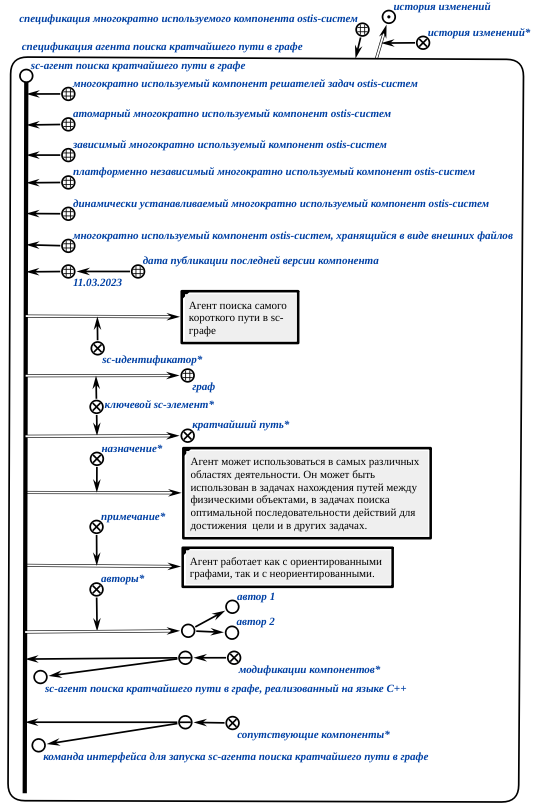 история изменений
спецификация многократно используемого компонента ostis-систем
история изменений*
спецификация агента поиска кратчайшего пути в графе
sc-агент поиска кратчайшего пути в графе
многократно используемый компонент решателей задач ostis-систем
атомарный многократно используемый компонент ostis-систем
зависимый многократно используемый компонент ostis-систем
платформенно независимый многократно используемый компонент ostis-систем
динамически устанавливаемый многократно используемый компонент ostis-систем
многократно используемый компонент ostis-систем, хранящийся в виде внешних файлов
дата публикации последней версии компонента
11.03.2023
Агент поиска самого
короткого пути в sc-
графе
sc-идентификатор*
граф
ключевой sc-элемент*
кратчайший путь*
назначение*
Агент может использоваться в самых различных
областях деятельности. Он может быть
использован в задачах нахождения путей между
физическими объектами, в задачах поиска
оптимальной последовательности действий для
достижения цели и в других задачах.
примечание*
Агент работает как с ориентированными
графами, так и с неориентированными.
авторы*
автор 1
автор 2
модификации компонентов*
sc-агент поиска кратчайшего пути в графе, реализованный на языке C++
сопутствующие компоненты*
команда интерфейса для запуска sc-агента поиска кратчайшего пути в графе